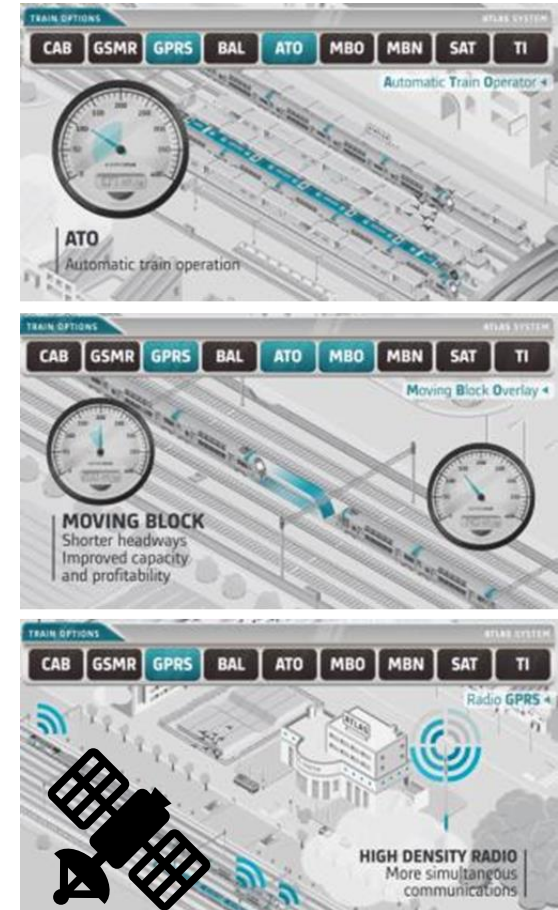 TRAIN OPTIONS
ATLAS SYSTEM
CAB GSMR GPRS BAL ATO MBO MBN SAT TI
Automatic Train Operator
ATO
Automatic train operation
TRAIN OPTIONS
ATLAS SYSTEM
CAB GSMR GPRS BAL ATO MBO MBN SAT TI
Moving Block Overlay
MOVING BLOCK
Shorter headways
Improved capacity
and profitability
TRAIN OPTIONS
ATLAS SYSTEM
CAB GSMR GPRS BAL ATO MBO MBN SAT TI
Radio GPRS
ATLAS
HIGH DENSITY RADIO
More simultaneous
communications